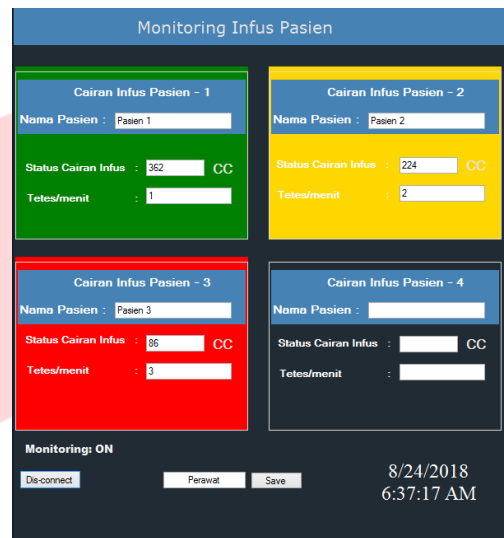 Monitoring Infus Pasien
Cairan Infus Pasien - 1
Nama Pasien : Pasien 1
Status Cairan Infus : 362 CC
Tetes/menit : 1
Cairan Infus Pasien - 2
Nama Pasien : Pasien 2
Status Cairan Infus : 224 CC
Tetes/menit : 2
Cairan Infus Pasien - 3
Nama Pasien : Pasien 3
Status Cairan Infus : 86 CC
Tetes/menit : 3
Cairan Infus Pasien - 4
Nama Pasien :
Status Cairan Infus : CC
Tetes/menit :
Monitoring: ON
Dis-connect Perawat Save
8/24/2018
6:37:17 AM